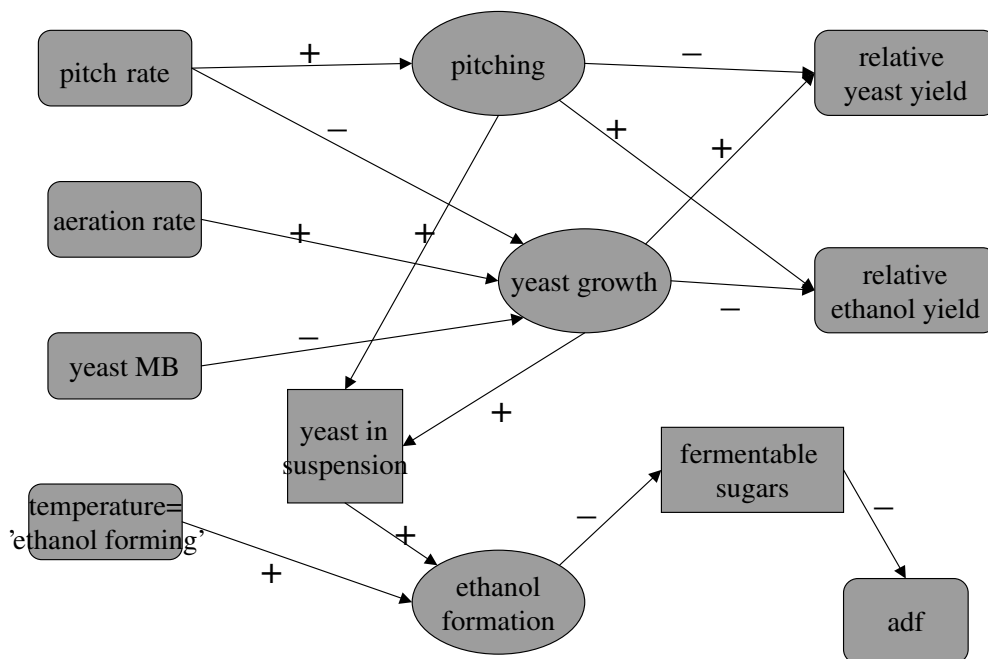 pitch rate
+
pitching
−
relative
yeast yield
−
+
+
aeration rate
+
+
yeast growth
relative
ethanol yield
−
yeast MB
−
+
yeast in
suspension
fermentable
sugars
temperature=
'ethanol forming'
+
−
−
+
ethanol
formation
adf